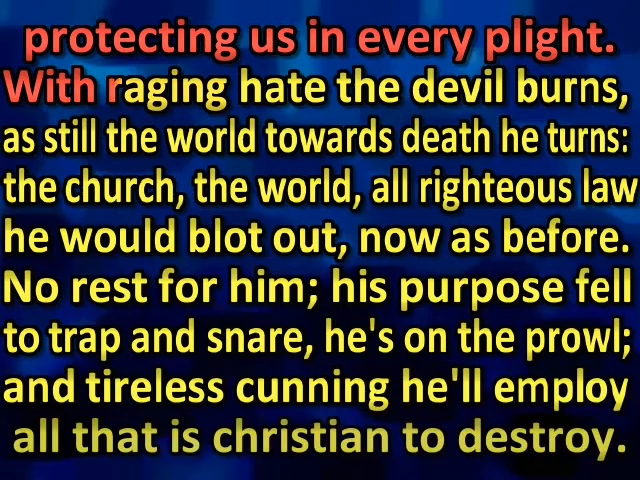 protecting us in every plight.
With raging hate the devil burns,
as still the world towards death he turns:
the church, the world, all righteous law
he would blot out, now as before.
No rest for him; his purpose fell
to trap and snare, he's on the prowl;
and tireless cunning he'll employ
all that is christian to destroy.